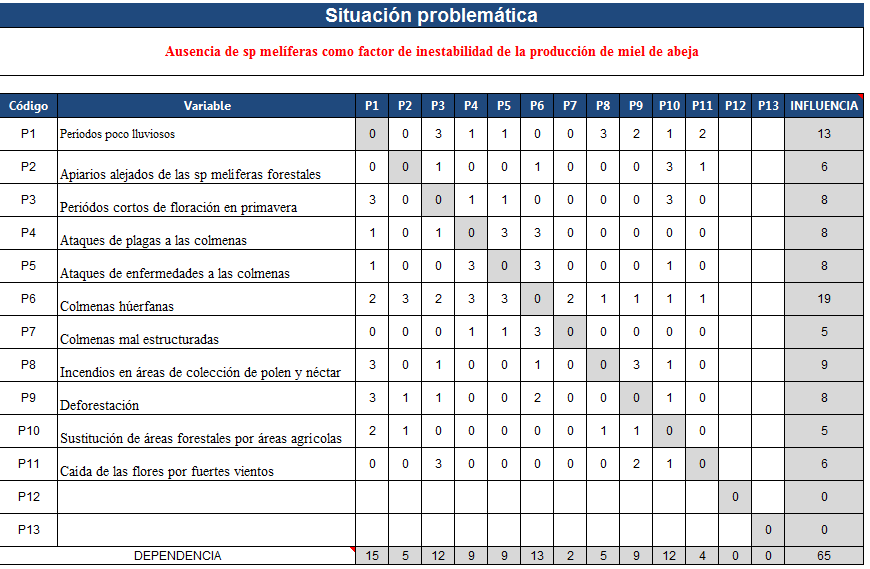 Situación problemática
Ausencia de sp melíferas como factor de inestabilidad de la producción de miel de abeja
Código Variable P1 P2 P3 P4 P5 P6 P7 P8 P9 P10 P11 P12 P13 INFLUENCIA
P1 Periodos poco lluviosos 0 0 3 1 1 0 0 3 2 1 2 13
P2 Apiarios alejados de las sp melíferas forestales 0 0 1 0 0 1 0 0 0 3 1 6
P3 Periódos cortos de floración en primavera 3 0 0 1 1 0 0 0 0 3 0 8
P4 Ataques de plagas a las colmenas 1 0 1 0 3 3 0 0 0 0 0 8
P5 Ataques de enfermedades a las colmenas 1 0 0 3 0 3 0 0 0 1 0 8
P6 Colmenas húerfanas 2 3 2 3 3 0 2 1 1 1 1 19
P7 Colmenas mal estructuradas 0 0 0 1 1 3 0 0 0 0 0 5
P8 Incendios en áreas de colección de polen y néctar 3 0 1 0 0 1 0 0 3 1 0 9
P9 Deforestación 3 1 1 0 0 2 0 0 0 1 0 8
P10 Sustitución de áreas forestales por áreas agrícolas 2 1 0 0 0 0 0 1 1 0 0 5
P11 Caída de las flores por fuertes vientos 0 0 3 0 0 0 0 0 2 1 0 6
P12 0 0
P13 0 0
DEPENDENCIA 15 5 12 9 9 13 2 5 9 12 4 0 0 65